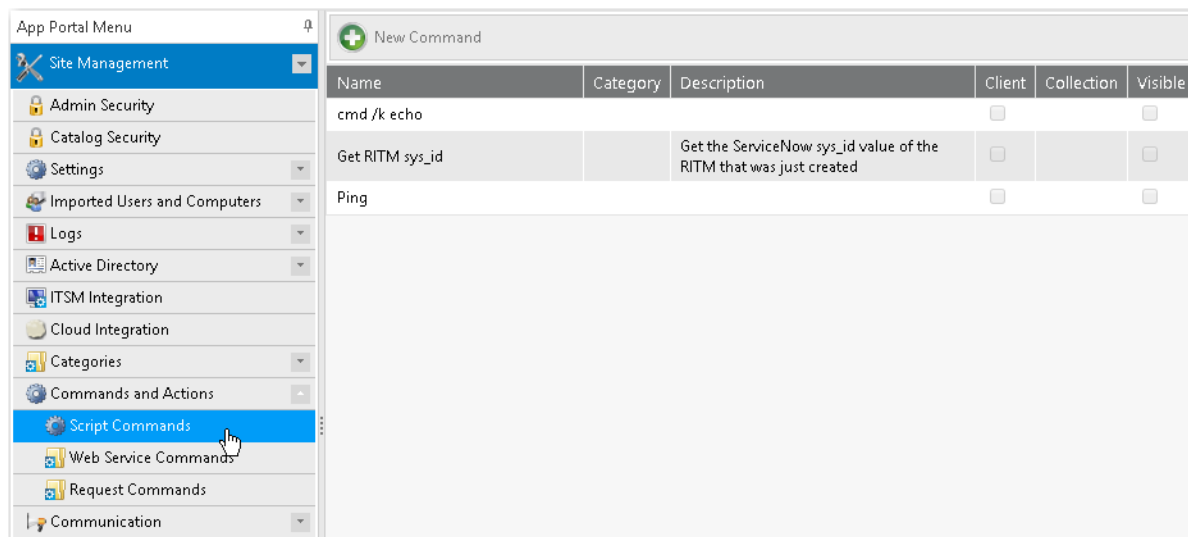 App Portal Menu
Site Management
Admin Security
Catalog Security
Settings
Imported Users and Computers
Logs
Active Directory
ITSM Integration
Cloud Integration
Categories
Commands and Actions
Script Commands
Web Service Commands
Request Commands
Communication
New Command
Name Category Description Client Collection Visible
cmd /k echo
Get RITM sys_id Get the ServiceNow sys_id value of the
RITM that was just created
Ping